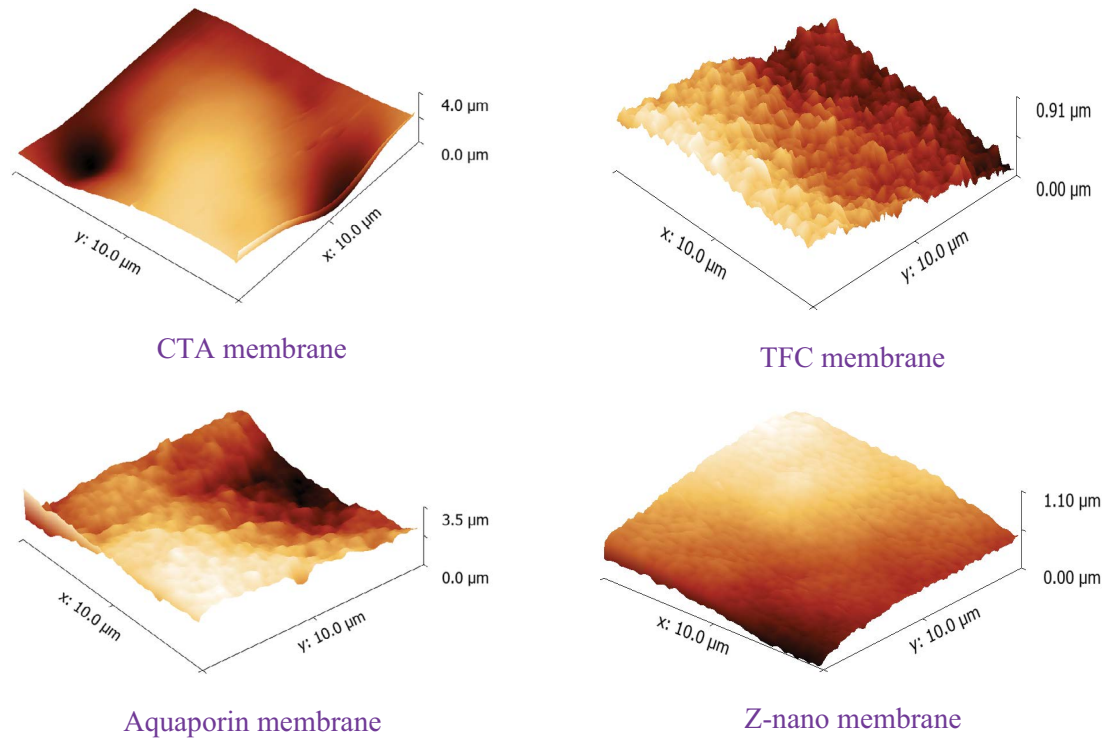 4.0 µm
0.0 µm
y: 10.0 µm
x: 10.0 µm
CTA membrane
0.91 µm
0.00 µm
x: 10.0 µm
y: 10.0 µm
TFC membrane
3.5 µm
0.0 µm
x: 10.0 µm
y: 10.0 µm
Aquaporin membrane
1.10 µm
0.00 µm
x: 10.0 µm
y: 10.0 µm
Z-nano membrane